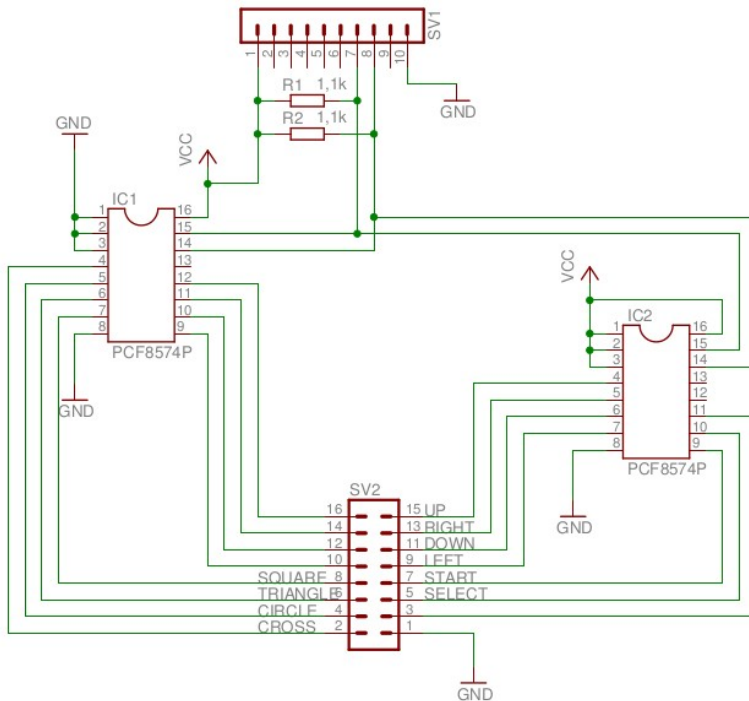 SV1
1 2 3 4 5 6 7 8 9 10
R1 1,1k
R2 1,1k
GND
GND
VCC
IC1
1 16
2 15
3 14
4 13
5 12
6 11
7 10
8 9
PCF8574P
GND
VCC
IC2
1 16
2 15
3 14
4 13
5 12
6 11
7 10
8 9
PCF8574P
GND
SV2
16 15 UP
14 13 RIGHT
12 11 DOWN
10 9 LEFT
SQUARE 8 7 START
TRIANGLE 6 5 SELECT
CIRCLE 4 3
CROSS 2 1
GND